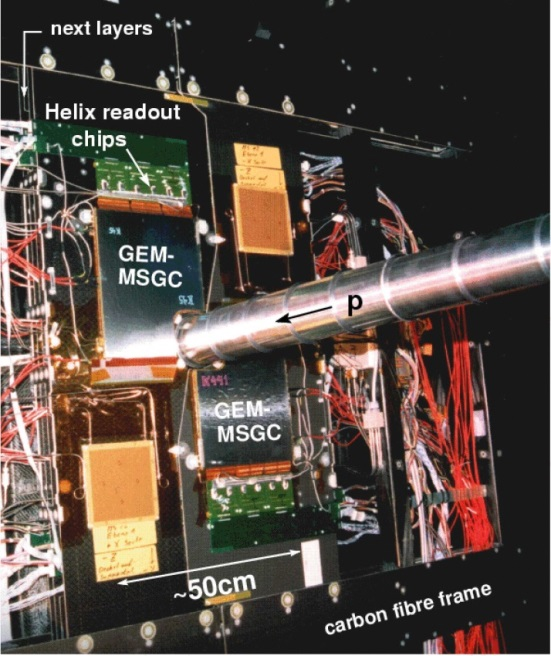 next layers
Helix readout
chips
GEM-
MSGC
p
GEM-
MSGC
~50cm
carbon fibre frame